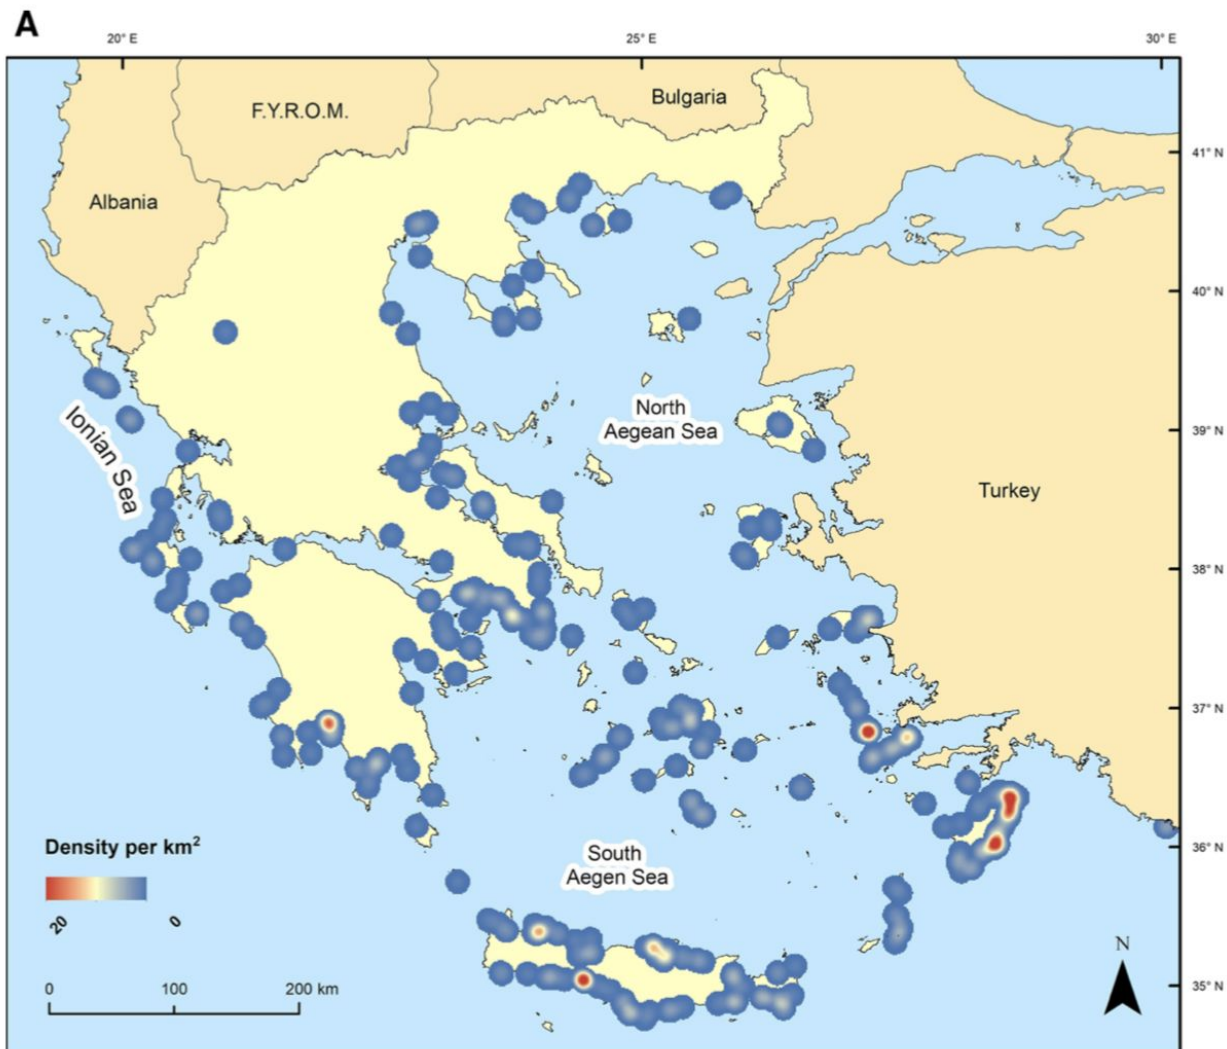 A
20° E
25° E
30° E
F.Y.R.O.M.
Bulgaria
41° N
Albania
40° N
Ionian Sea
North
Aegean Sea
39° N
Turkey
38° N
37° N
Density per km²
20
0
South
Aegen Sea
36° N
N
0
100
200 km
35° N